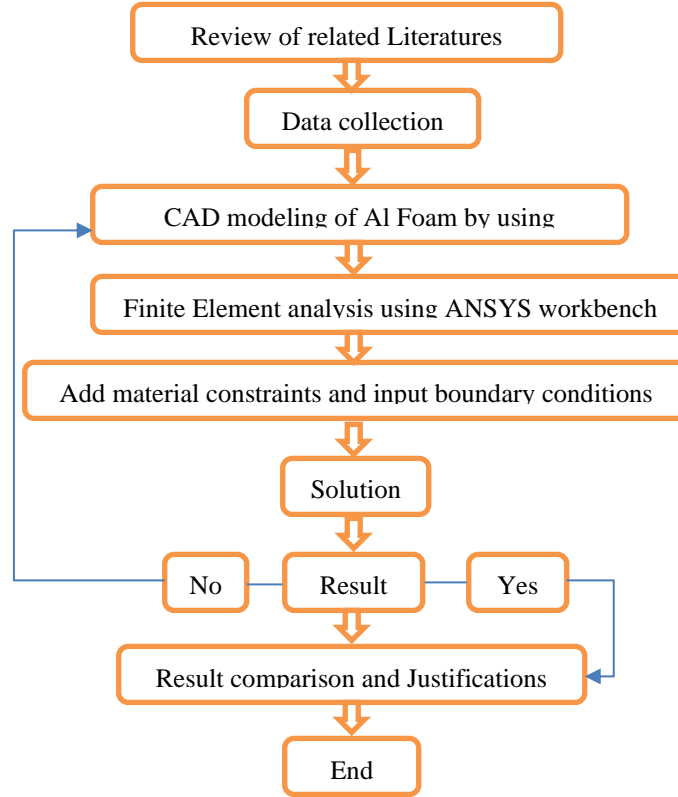 Review of related Literatures
Data collection
CAD modeling of Al Foam by using
Finite Element analysis using ANSYS workbench
Add material constraints and input boundary conditions
Solution
No
Result
Yes
Result comparison and Justifications
End